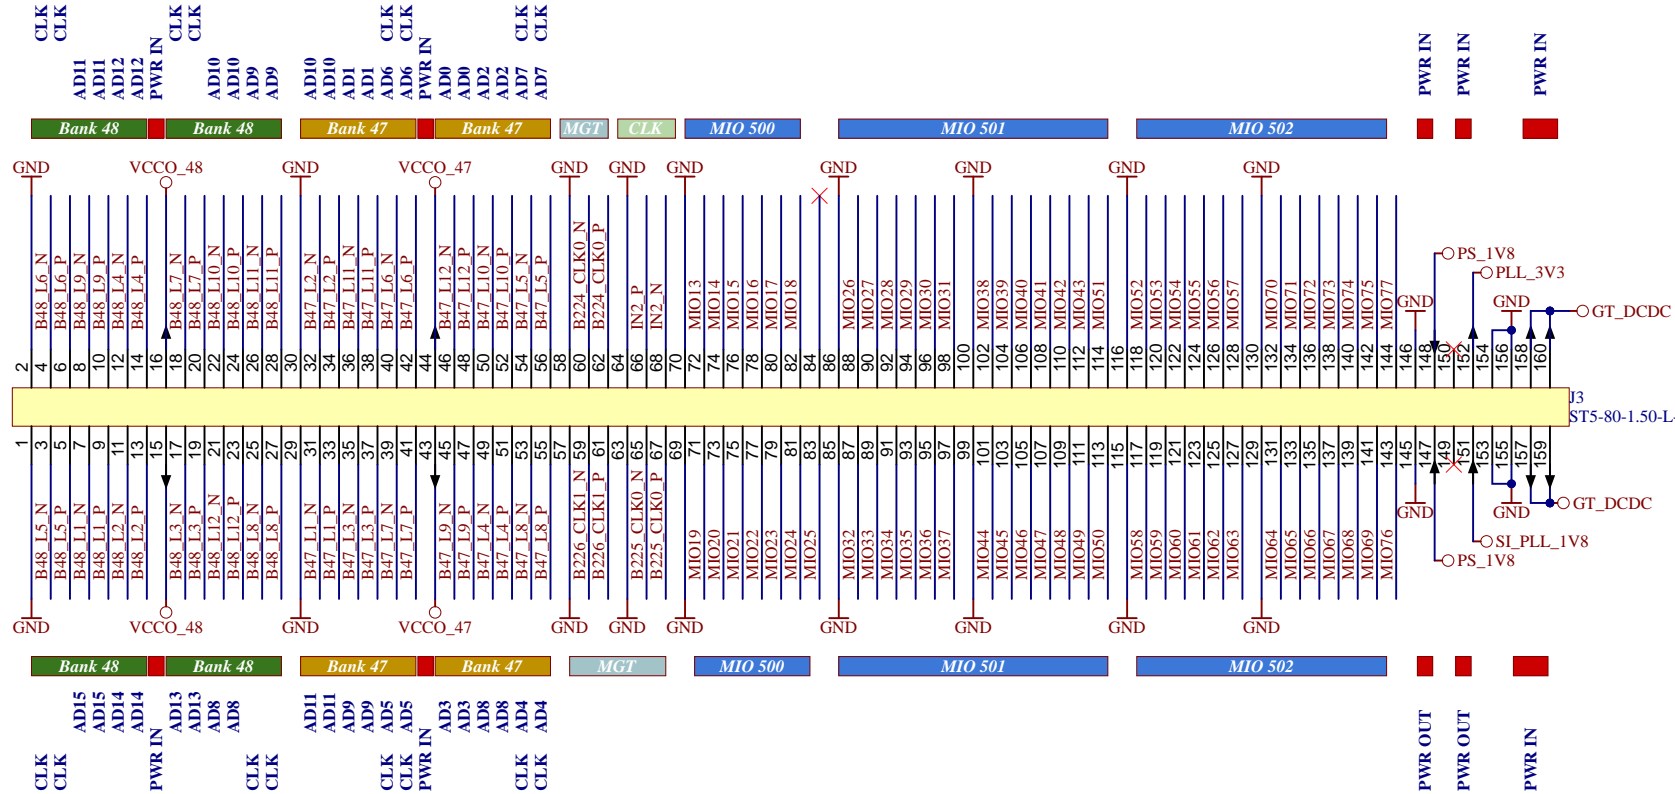 CLK CLK CLK CLK CLK CLK CLK CLK
AD11 AD11 AD12 AD12 PWR IN AD10 AD10 AD9 AD9 AD10 AD10 AD1 AD1 AD6 AD6 PWR IN AD0 AD0 AD2 AD2 AD7 AD7 PWR IN PWR IN PWR IN
Bank 48 Bank 48 Bank 47 Bank 47 MGT CLK MIO 500 MIO 501 MIO 502
GND VCCO_48 GND VCCO_47 GND GND GND GND GND GND GND
B48_L6_N B48_L6_P B48_L9_N B48_L9_P B48_L4_N B48_L4_P B48_L7_N B48_L7_P B48_L10_N B48_L10_P B48_L11_N B48_L11_P B47_L2_N B47_L2_P B47_L11_N B47_L11_P B47_L6_N B47_L6_P B47_L12_N B47_L12_P B47_L10_N B47_L10_P B47_L5_N B47_L5_P B224_CLK0_N B224_CLK0_P IN2_P IN2_N MIO13 MIO14 MIO15 MIO16 MIO17 MIO18 MIO26 MIO27 MIO28 MIO29 MIO30 MIO31 MIO38 MIO39 MIO40 MIO41 MIO42 MIO43 MIO51 MIO52 MIO53 MIO54 MIO55 MIO56 MIO57 MIO70 MIO71 MIO72 MIO73 MIO74 MIO75 MIO77
PS_1V8
PLL_3V3
GND GND
GT_DCDC
2 4 6 8 10 12 14 16 18 20 22 24 26 28 30 32 34 36 38 40 42 44 46 48 50 52 54 56 58 60 62 64 66 68 70 72 74 76 78 80 82 84 86 88 90 92 94 96 98 100 102 104 106 108 110 112 114 116 118 120 122 124 126 128 130 132 134 136 138 140 142 144 146 148 150 152 154 156 158 160
J3
ST5-80-1.50-L-
1 3 5 7 9 11 13 15 17 19 21 23 25 27 29 31 33 35 37 39 41 43 45 47 49 51 53 55 57 59 61 63 65 67 69 71 73 75 77 79 81 83 85 87 89 91 93 95 97 99 101 103 105 107 109 111 113 115 117 119 121 123 125 127 129 131 133 135 137 139 141 143 145 147 149 151 153 155 157 159
B48_L5_N B48_L5_P B48_L1_N B48_L1_P B48_L2_N B48_L2_P B48_L3_N B48_L3_P B48_L12_N B48_L12_P B48_L8_N B48_L8_P B47_L1_N B47_L1_P B47_L3_N B47_L3_P B47_L7_N B47_L7_P B47_L9_N B47_L9_P B47_L4_N B47_L4_P B47_L8_N B47_L8_P B226_CLK1_N B226_CLK1_P B225_CLK0_N B225_CLK0_P MIO19 MIO20 MIO21 MIO22 MIO23 MIO24 MIO25 MIO32 MIO33 MIO34 MIO35 MIO36 MIO37 MIO44 MIO45 MIO46 MIO47 MIO48 MIO49 MIO50 MIO58 MIO59 MIO60 MIO61 MIO62 MIO63 MIO64 MIO65 MIO66 MIO67 MIO68 MIO69 MIO76
GT_DCDC
GND GND
SI_PLL_1V8
PS_1V8
GND VCCO_48 GND VCCO_47 GND GND GND GND GND GND GND
Bank 48 Bank 48 Bank 47 Bank 47 MGT MIO 500 MIO 501 MIO 502
AD15 AD15 AD14 AD14 AD13 AD13 AD8 AD8 AD11 AD11 AD9 AD9 AD5 AD5 AD3 AD3 AD8 AD8 AD4 AD4
CLK CLK PWR IN CLK CLK CLK CLK PWR IN CLK CLK PWR OUT PWR OUT PWR IN